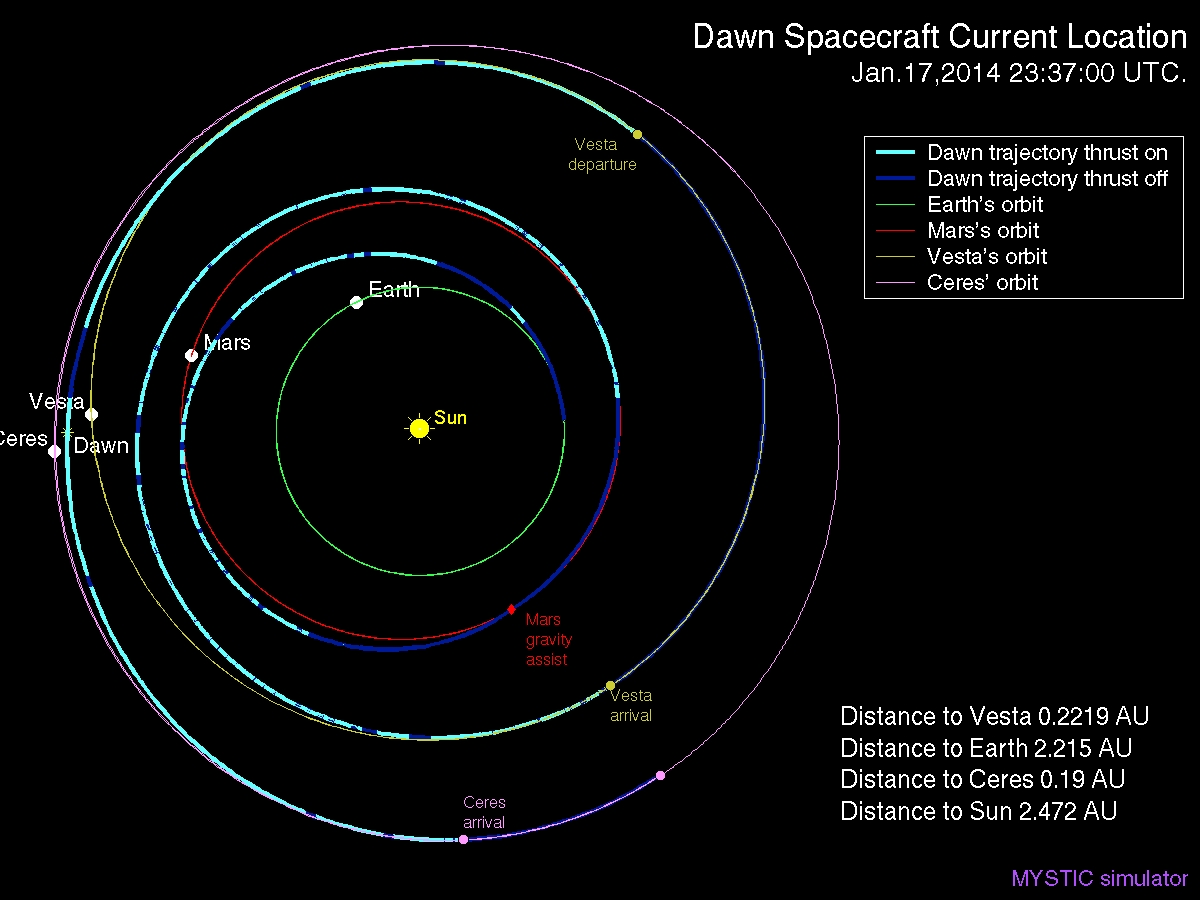 Dawn Spacecraft Current Location
Jan.17,2014 23:37:00 UTC.
Dawn trajectory thrust on
Dawn trajectory thrust off
Earth's orbit
Mars's orbit
Vesta's orbit
Ceres' orbit
Vesta
departure
Earth
Mars
Vesta
Sun
Ceres
Dawn
Mars
gravity
assist
Vesta
arrival
Ceres
arrival
Distance to Vesta 0.2219 AU
Distance to Earth 2.215 AU
Distance to Ceres 0.19 AU
Distance to Sun 2.472 AU
MYSTIC simulator